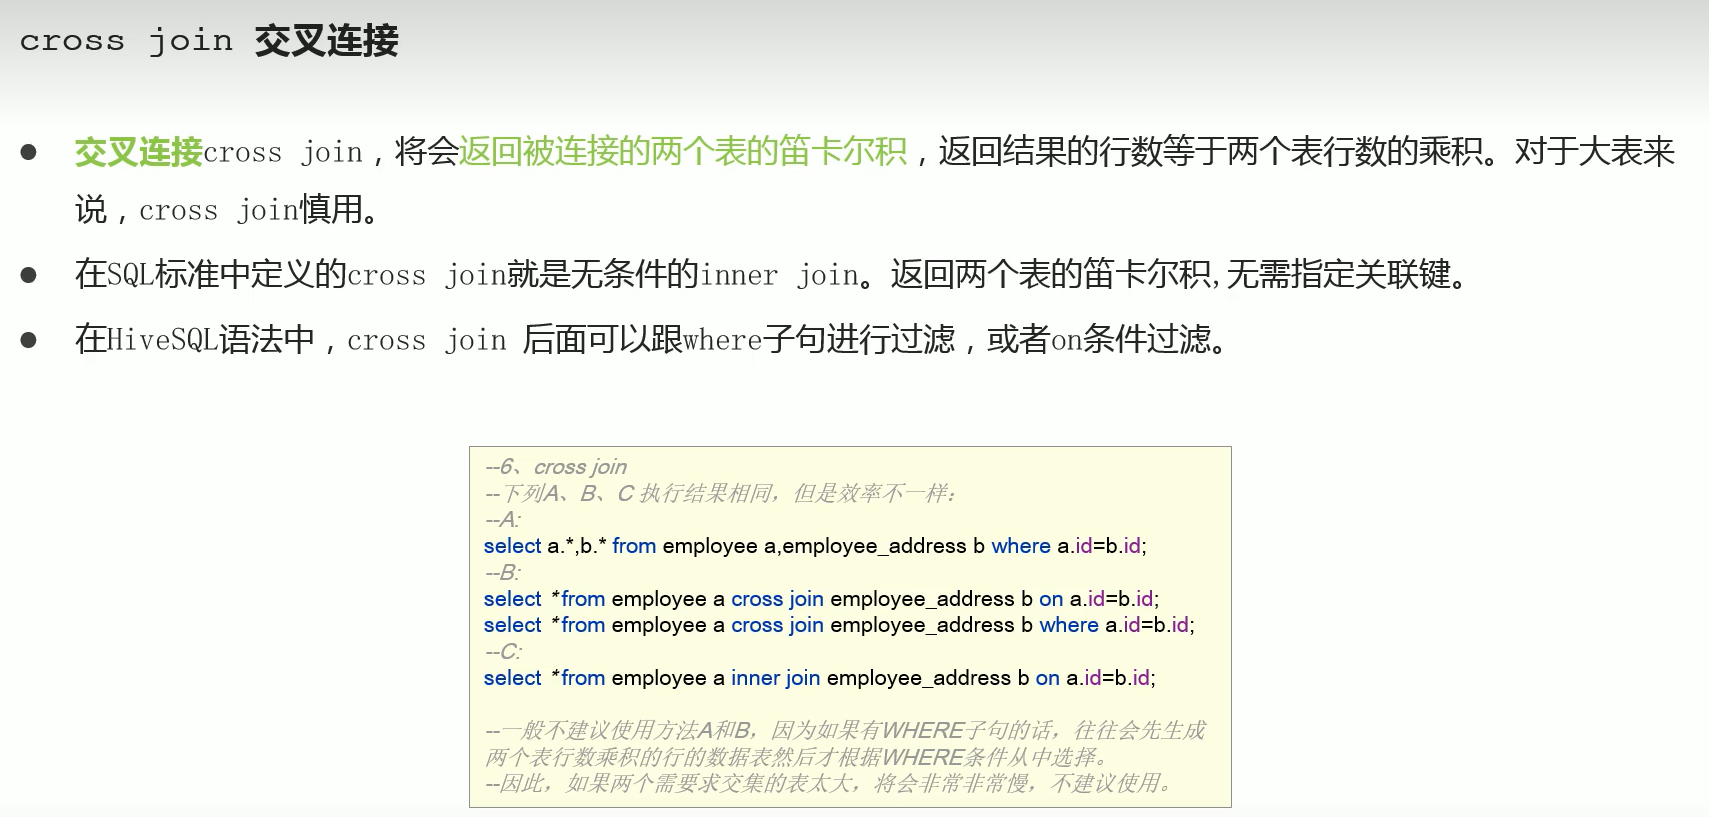 cross join 交叉连接
● 交叉连接cross join，将会返回被连接的两个表的笛卡尔积，返回结果的行数等于两个表行数的乘积。对于大表来
说，cross join慎用。
● 在SQL标准中定义的cross join就是无条件的inner join。返回两个表的笛卡尔积,无需指定关联键。
● 在HiveSQL语法中，cross join 后面可以跟where子句进行过滤，或者on条件过滤。
--6、cross join
--下列A、B、C 执行结果相同，但是效率不一样：
--A:
select a.*,b.* from employee a,employee_address b where a.id=b.id;
--B:
select *from employee a cross join employee_address b on a.id=b.id;
select *from employee a cross join employee_address b where a.id=b.id;
--C:
select *from employee a inner join employee_address b on a.id=b.id;
--一般不建议使用方法A和B，因为如果有WHERE子句的话，往往会先生成
两个表行数乘积的行的数据表然后才根据WHERE条件从中选择。
--因此，如果两个需要求交集的表太大，将会非常非常慢，不建议使用。